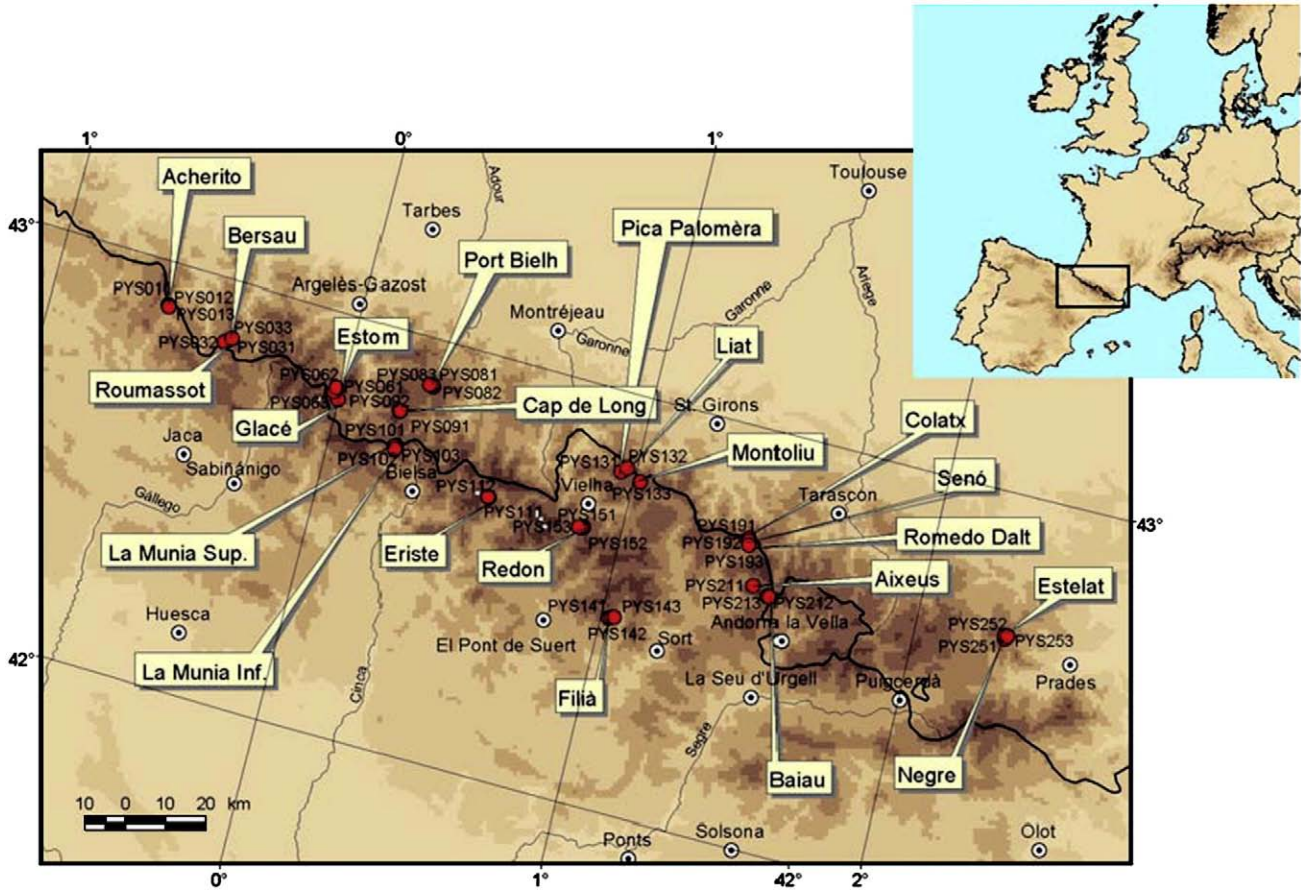 1°
0°
1°
Toulouse
Acherito
Adour
43°
Tarbes
Pica Palomèra
Bersau
Port Bielh
Ariege
Argelès-Gazost
Garonne
PYS012
PYS013
Montréjeau
Garonne
Estom
Liat
PYS033
PYS032
PYS031
PYS062
PYS083
PYS081
PYS061
PYS082
Roumassot
Cap de Long
St. Girons
Colatx
Glacé
PYS091
PYS101
Jaca
PYS103
PYS131
PYS132
Montoliu
Sabiñánigo
Bielsa
PYS133
Senó
Vielha
Tarascon
Gállego
PYS112
PYS111
PYS151
PYS153
PYS152
PYS191
PYS192
PYS193
43°
Romedo Dalt
La Munia Sup.
Eriste
Redon
PYS211
Aixeus
Estelat
PYS213
PYS212
Huesca
PYS141
PYS143
PYS142
Andorra la Vella
PYS252
PYS251
PYS253
El Pont de Suert
Sort
42°
La Munia Inf.
Cinca
La Seu d'Urgell
Puigcerdà
Prades
Filià
Segre
Baiau
Negre
10 0 10 20 km
Ponts
Solsona
Olot
0°
1°
42°
2°